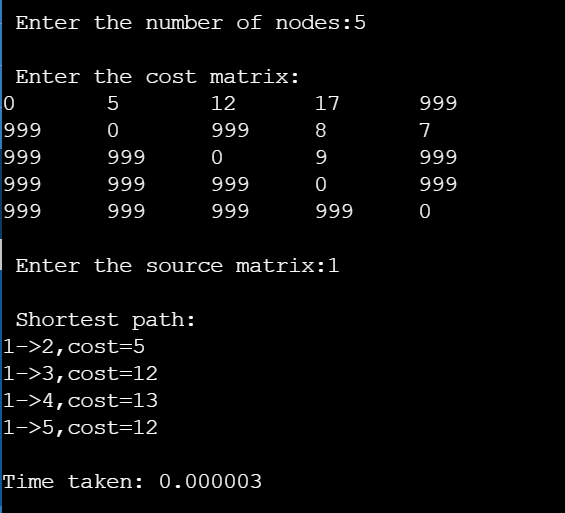 Enter the number of nodes:5
Enter the cost matrix:
0 5 12 17 999
999 0 999 8 7
999 999 0 9 999
999 999 999 0 999
999 999 999 999 0
Enter the source matrix:1
Shortest path:
1->2,cost=5
1->3,cost=12
1->4,cost=13
1->5,cost=12
Time taken: 0.000003